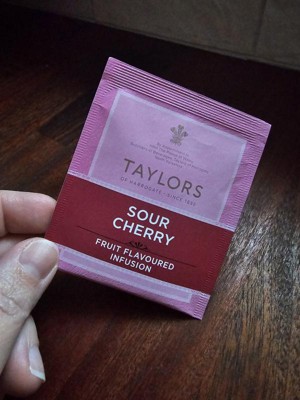 TAYLORS
OF HARROGATE
SOUR
CHERRY
FRUIT FLAVOURED
INFUSION